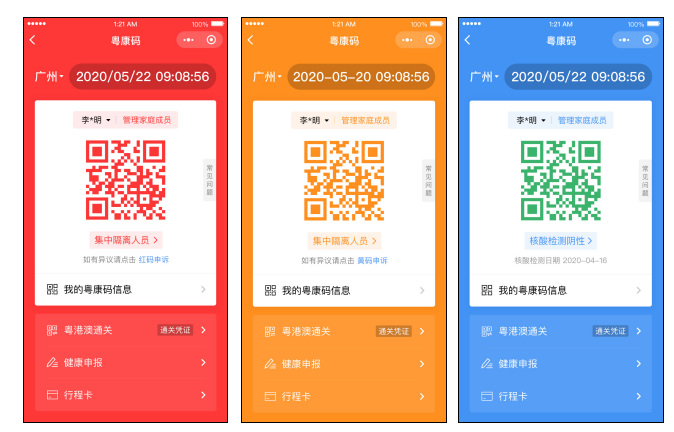 1:21 AM 100%
粤康码
广州 2020/05/22 09:08:56
李*明 管理家庭成员
常见问题
集中隔离人员 >
如有异议请点击 红码申诉
我的粤康码信息 >
粤港澳通关 通关凭证 >
健康申报 >
行程卡 >
1:21 AM 100%
粤康码
广州 2020-05-20 09:08:56
李*明 管理家庭成员
常见问题
集中隔离人员 >
如有异议请点击 黄码申诉
我的粤康码信息 >
粤港澳通关 通关凭证 >
健康申报 >
行程卡 >
1:21 AM 100%
粤康码
广州 2020/05/22 09:08:56
李*明 管理家庭成员
常见问题
核酸检测阴性 >
核酸检测日期 2020-04-16
我的粤康码信息 >
粤港澳通关 通关凭证 >
健康申报 >
行程卡 >